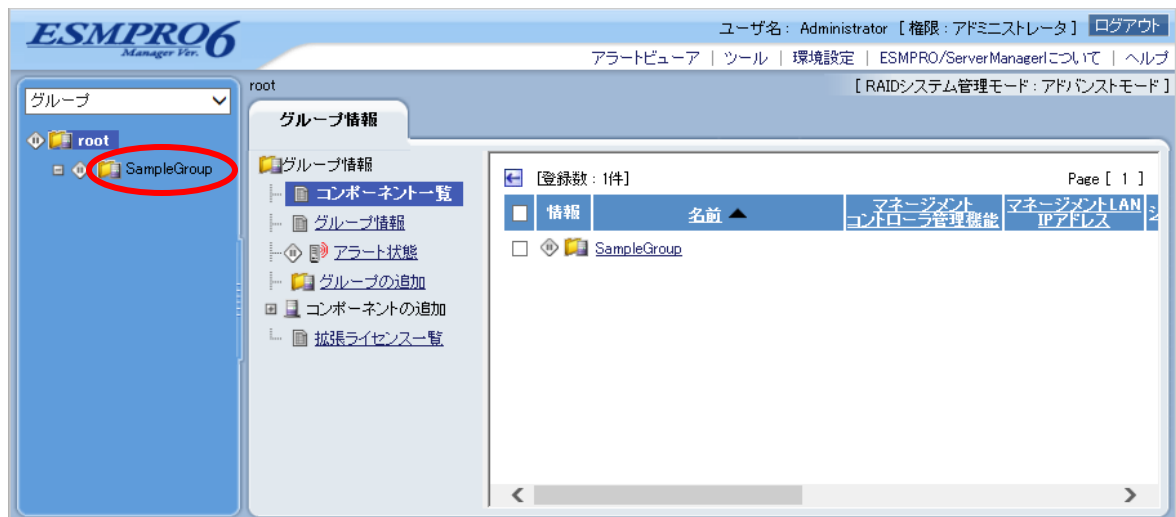 ESMPRO6
Manager Ver.
ユーザ名: Administrator [権限:アドミニストレータ] ログアウト
アラートビューア | ツール | 環境設定 | ESMPRO/ServerManagerについて | ヘルプ
グループ
root
SampleGroup
root
[RAIDシステム管理モード:アドバンストモード]
グループ情報
グループ情報
コンポーネント一覧
グループ情報
アラート状態
グループの追加
コンポーネントの追加
拡張ライセンス一覧
[登録数:1件]
Page [ 1 ]
情報
名前▲
マネージメント
コントローラ管理機能
マネージメントLAN
IPアドレス
SampleGroup